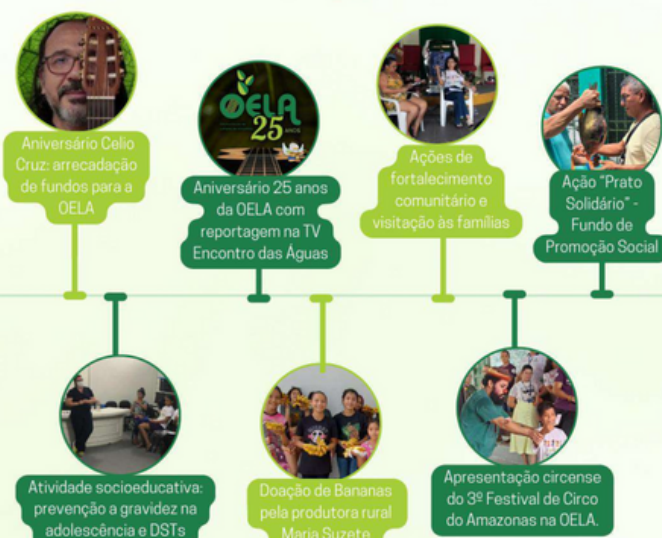 Aniversário Celio
Cruz: arrecadação
de fundos para a
OELA
OELA
25 ANOS
Aniversário 25 anos
da OELA com
reportagem na TV
Encontro das Águas
Ações de
fortalecimento
comunitário e
visitação às famílias
Ação "Prato
Solidário" -
Fundo de
Promoção Social
Atividade socioeducativa:
prevenção a gravidez na
adolescência e DSTs
Doação de Bananas
pela produtora rural
Maria Suzete
Apresentação circense
do 3º Festival de Circo
do Amazonas na OELA.